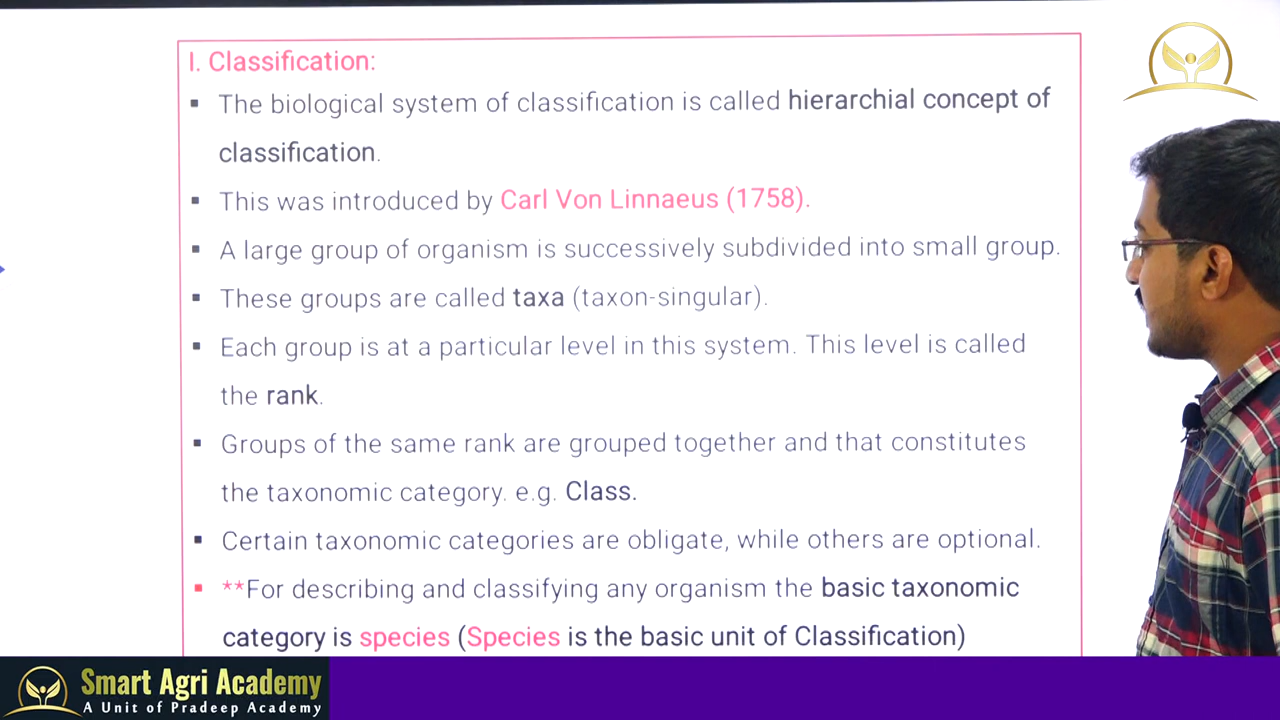 I. Classification:
▪ The biological system of classification is called hierarchial concept of
classification.
▪ This was introduced by Carl Von Linnaeus (1758).
▪ A large group of organism is successively subdivided into small group.
▪ These groups are called taxa (taxon-singular).
▪ Each group is at a particular level in this system. This level is called
the rank.
▪ Groups of the same rank are grouped together and that constitutes
the taxonomic category. e.g. Class.
▪ Certain taxonomic categories are obligate, while others are optional.
▪ **For describing and classifying any organism the basic taxonomic
category is species (Species is the basic unit of Classification)
Smart Agri Academy
A Unit of Pradeep Academy